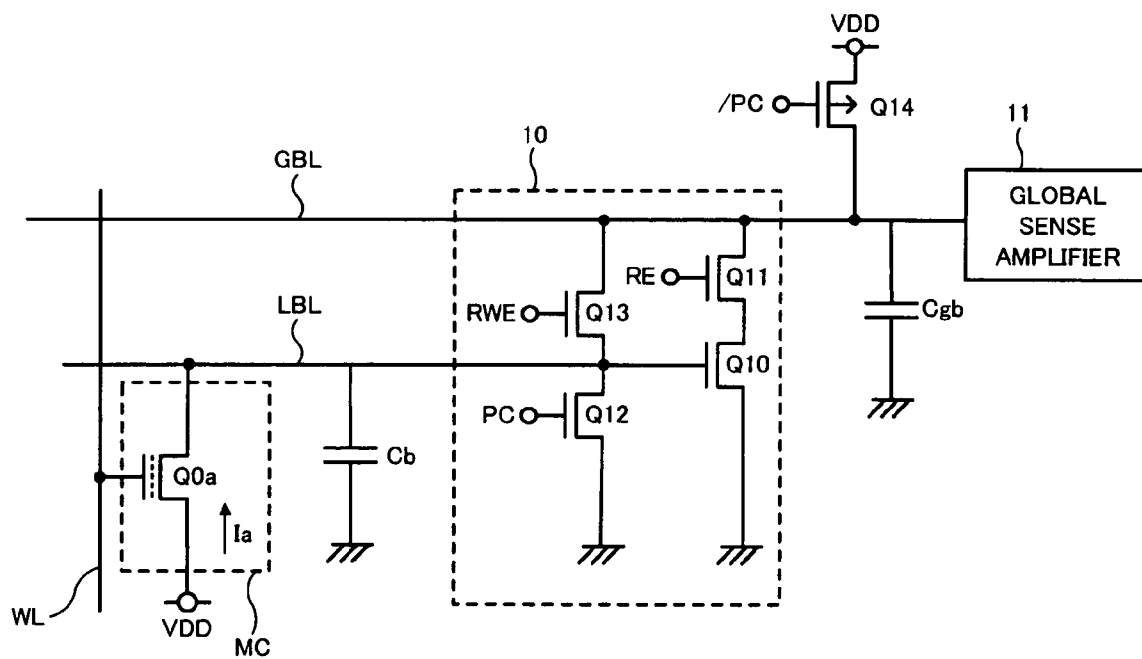 VDD
/PC
Q14
10
11
GBL
GLOBAL
SENSE
AMPLIFIER
RE
Q11
LBL
RWE
Q13
Cgb
Q10
PC
Q12
Q0a
Cb
Ia
WL
VDD
MC